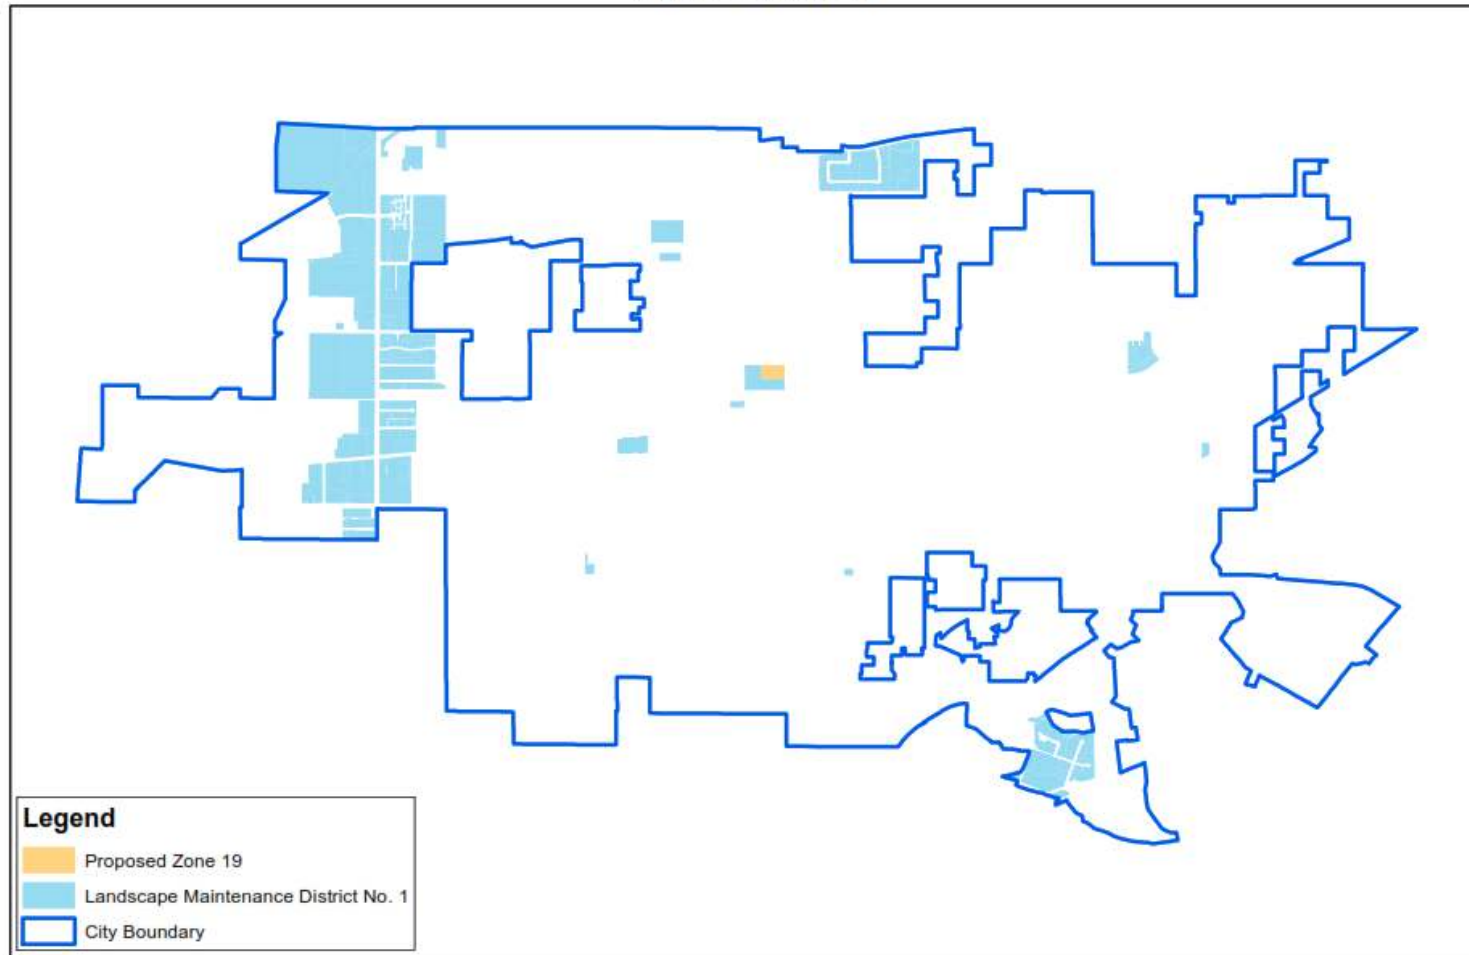 Legend
Proposed Zone 19
Landscape Maintenance District No. 1
City Boundary